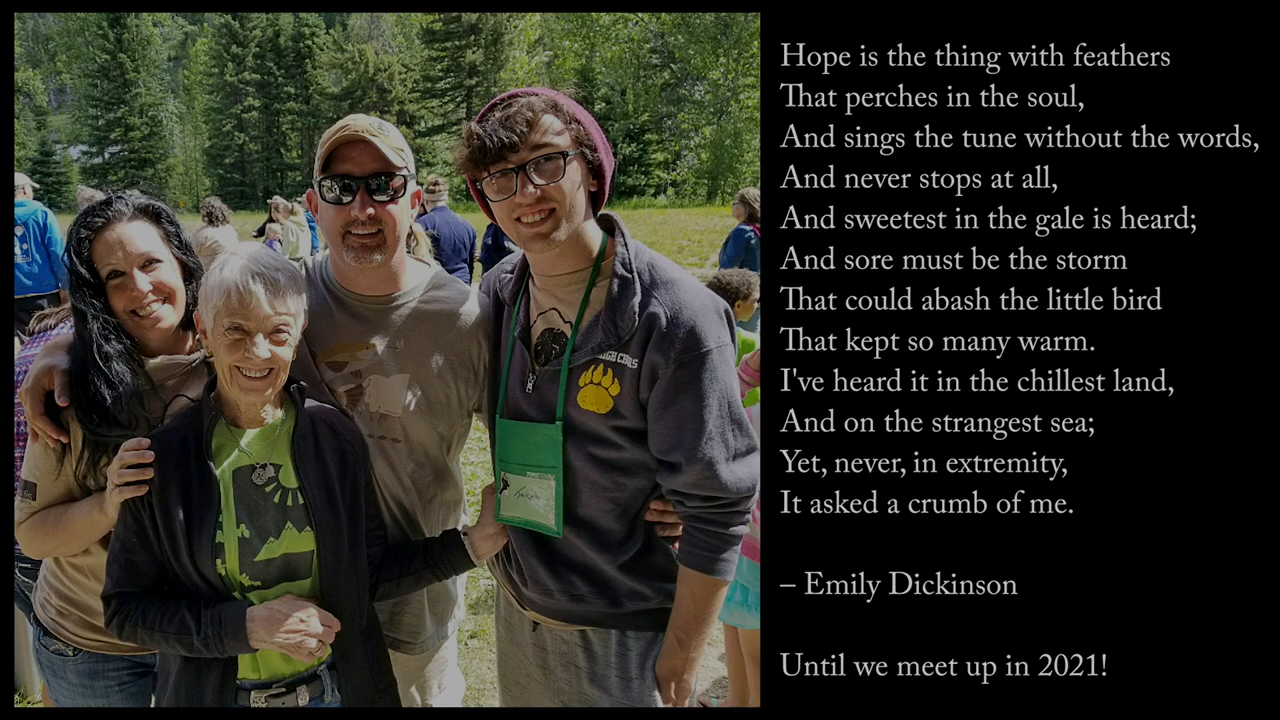 Hope is the thing with feathers
That perches in the soul,
And sings the tune without the words,
And never stops at all,
And sweetest in the gale is heard;
And sore must be the storm
That could abash the little bird
That kept so many warm.
I've heard it in the chillest land,
And on the strangest sea;
Yet, never, in extremity,
It asked a crumb of me.
– Emily Dickinson
Until we meet up in 2021!